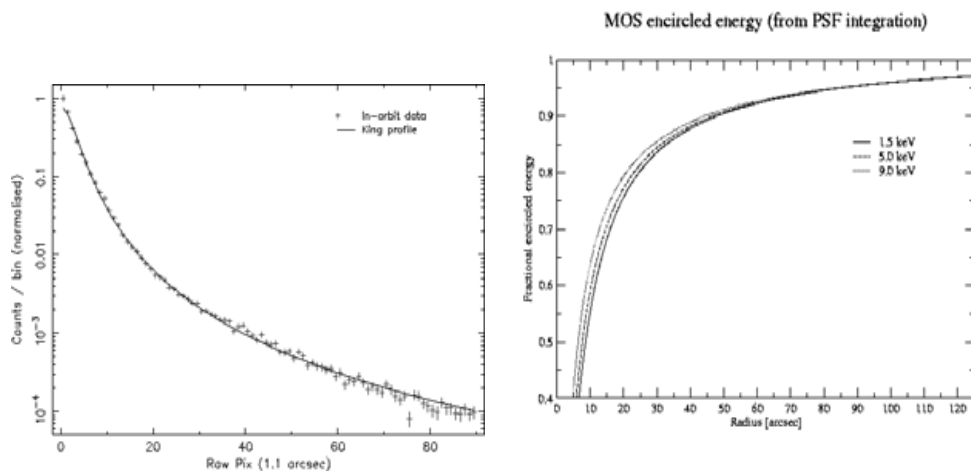 MOS encircled energy (from PSF integration)
In-orbit data
King profile
Counts / bin (normalised)
1
0.1
0.01
10⁻³
10⁻⁴
0
20
40
60
80
Raw Pix (1.1 arcsec)
1.5 keV
5.0 keV
9.0 keV
Fractional encircled energy
1
0.9
0.8
0.7
0.6
0.5
0.4
0 10 20 30 40 50 60 70 80 90 100 110 120
Radius [arcsec]